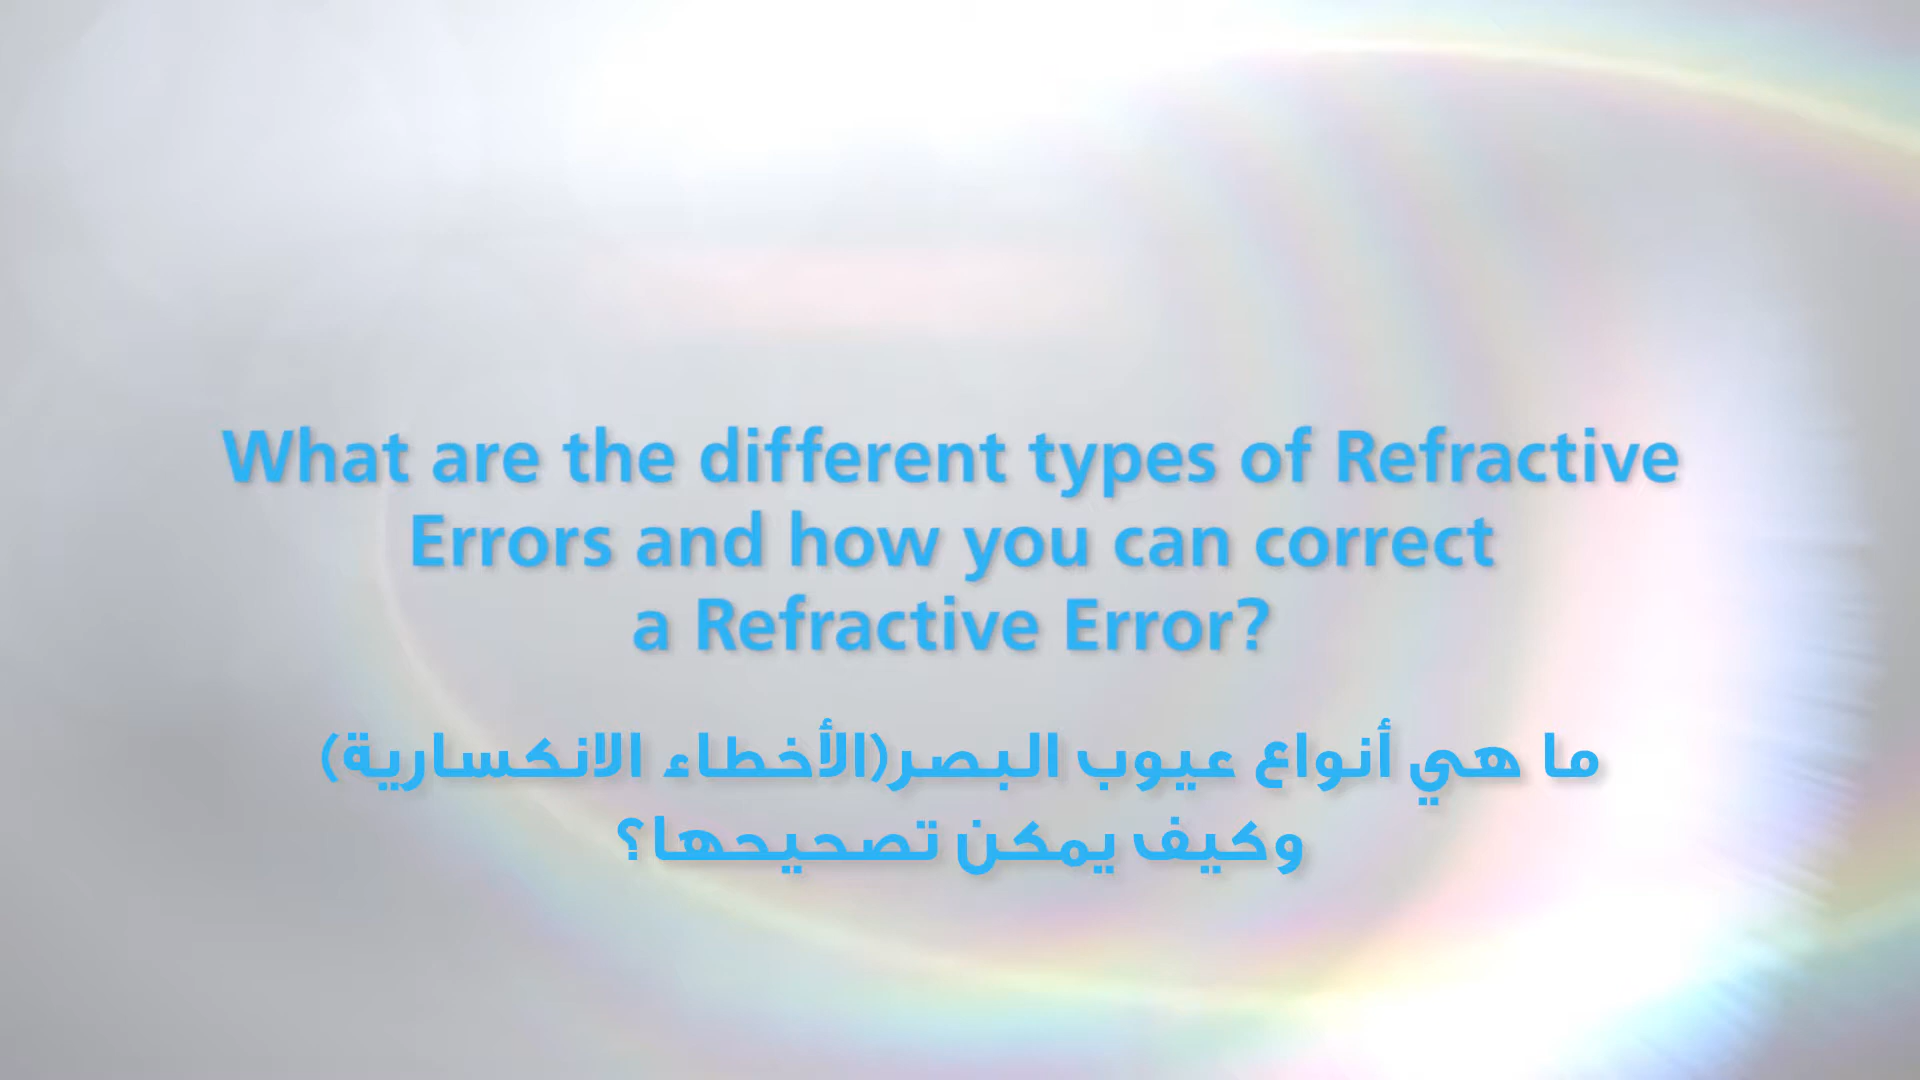 What are the different types of Refractive
Errors and how you can correct
a Refractive Error?
ما هي أنواع عيوب البصر(الأخطاء الانكسارية)
وكيف يمكن تصحيحها؟